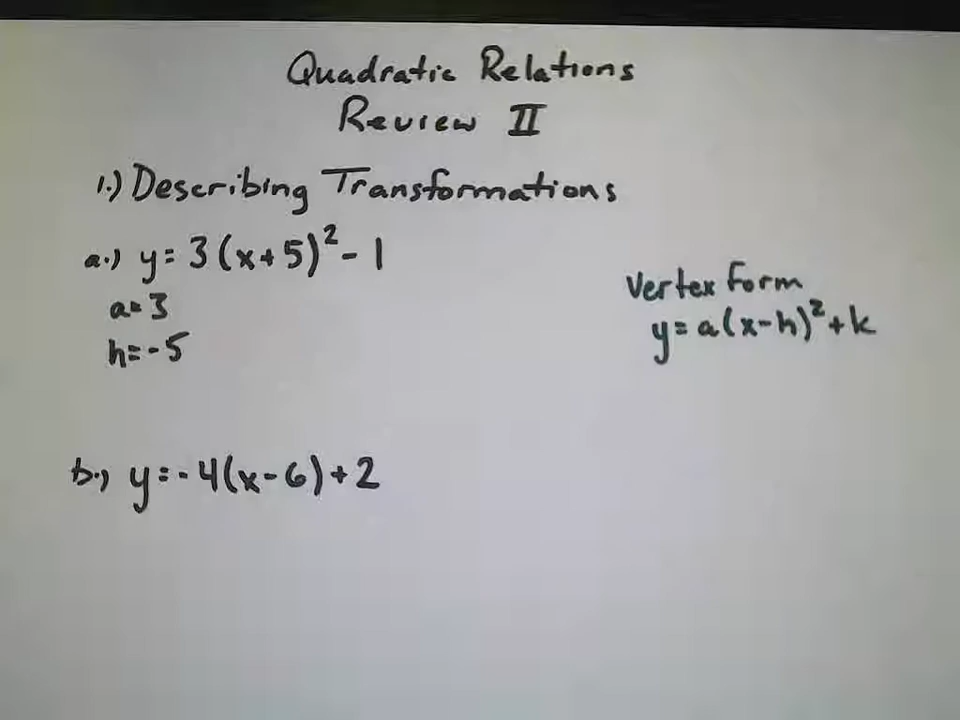 Quadratic Relations
Review II
1.) Describing Transformations
a.) y = 3(x+5)² - 1
a = 3
h = -5
Vertex Form
y = a(x-h)² + k
b.) y = -4(x-6) + 2